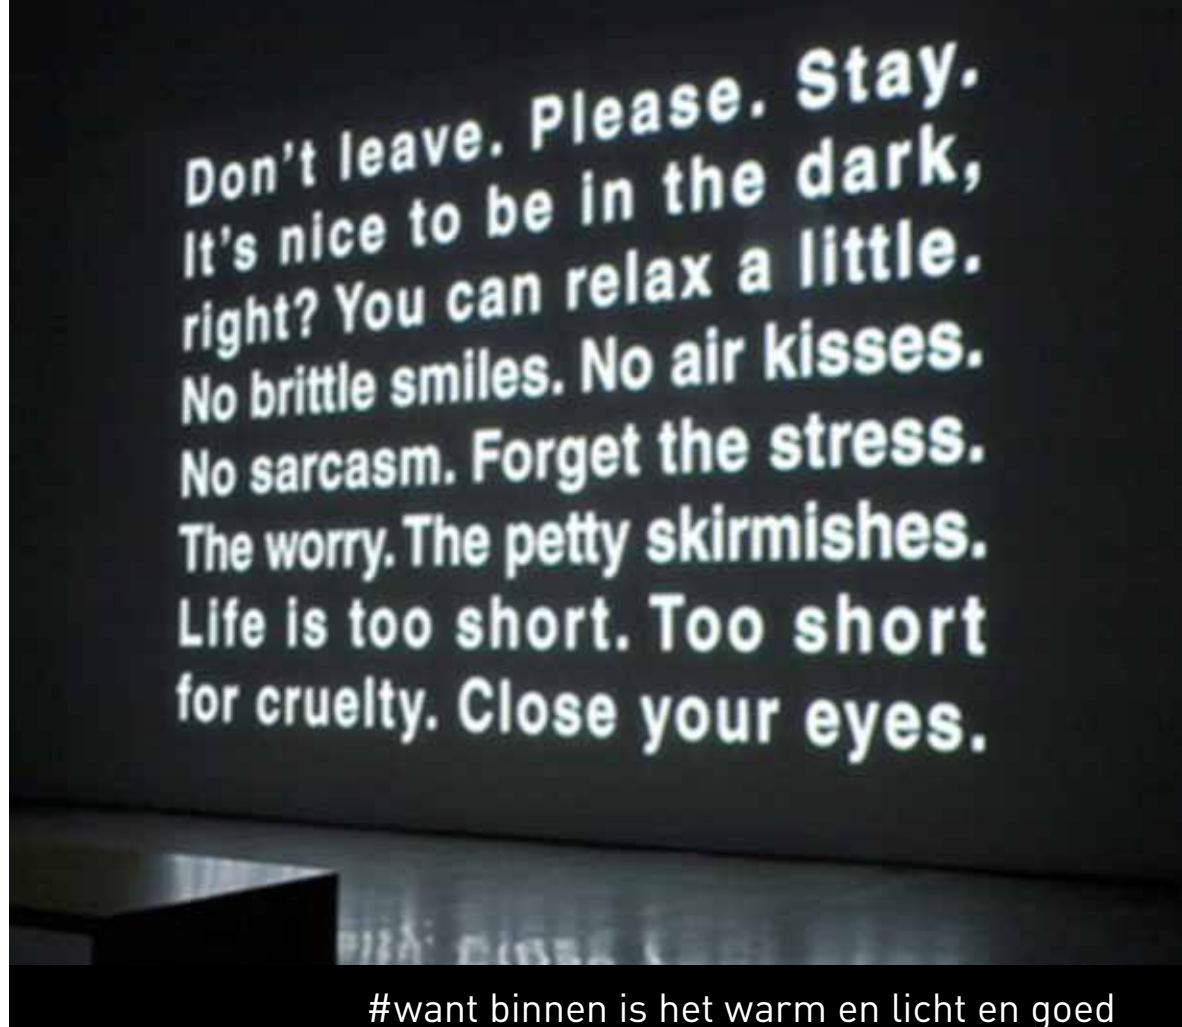 Don't leave. Please. Stay.
It's nice to be in the dark,
right? You can relax a little.
No brittle smiles. No air kisses.
No sarcasm. Forget the stress.
The worry. The petty skirmishes.
Life is too short. Too short
for cruelty. Close your eyes.
#want binnen is het warm en licht en goed